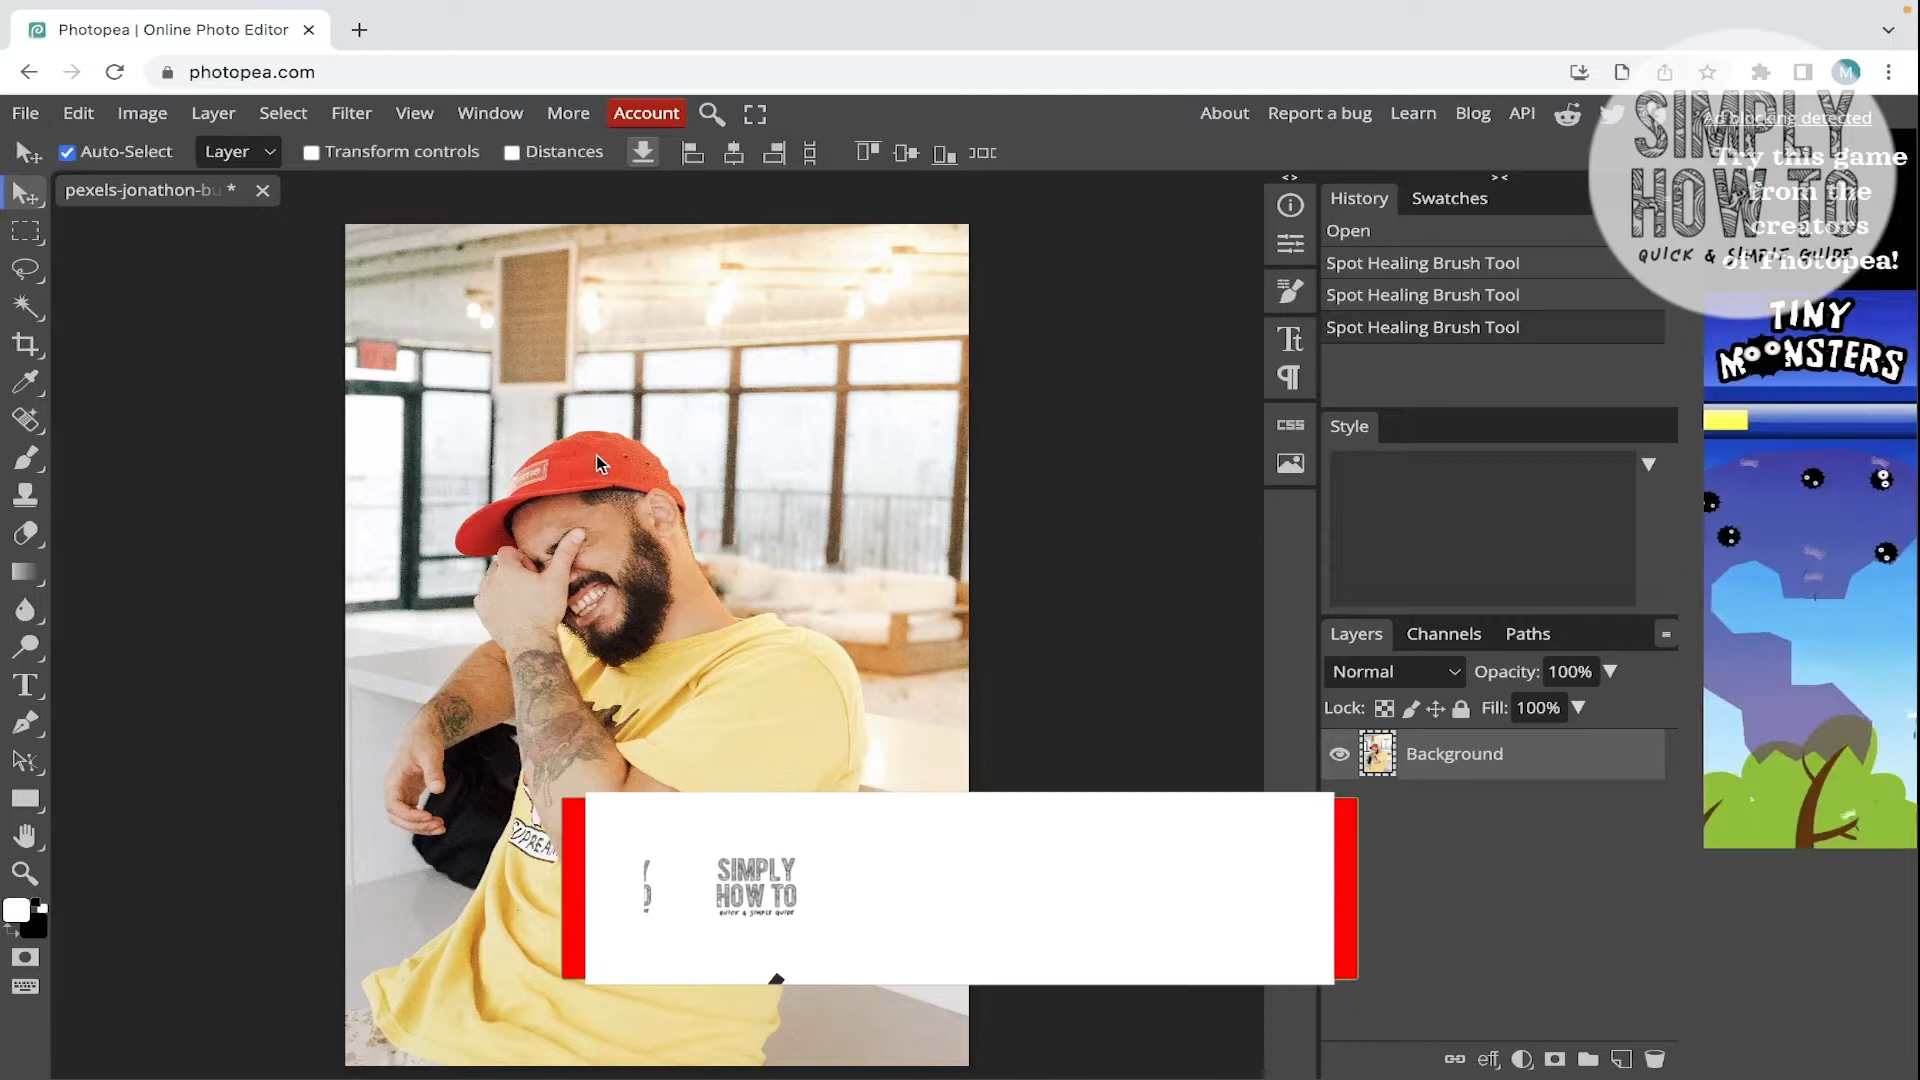 Photopea | Online Photo Editor
photopea.com
M
File Edit Image Layer Select Filter View Window More Account
About Report a bug Learn Blog API
Ad blocking detected
Auto-Select Layer Transform controls Distances
pexels-jonathon-bu *
Try this game
from the
creators
of Photopea!
SIMPLY
HOW TO
QUICK & SIMPLE GUIDE
TINY
MOONSTERS
History Swatches
Open
Spot Healing Brush Tool
Spot Healing Brush Tool
Spot Healing Brush Tool
CSS
Style
Layers Channels Paths
Normal Opacity: 100%
Lock: Fill: 100%
Background
eff
SIMPLY
HOW TO
QUICK & SIMPLE GUIDE